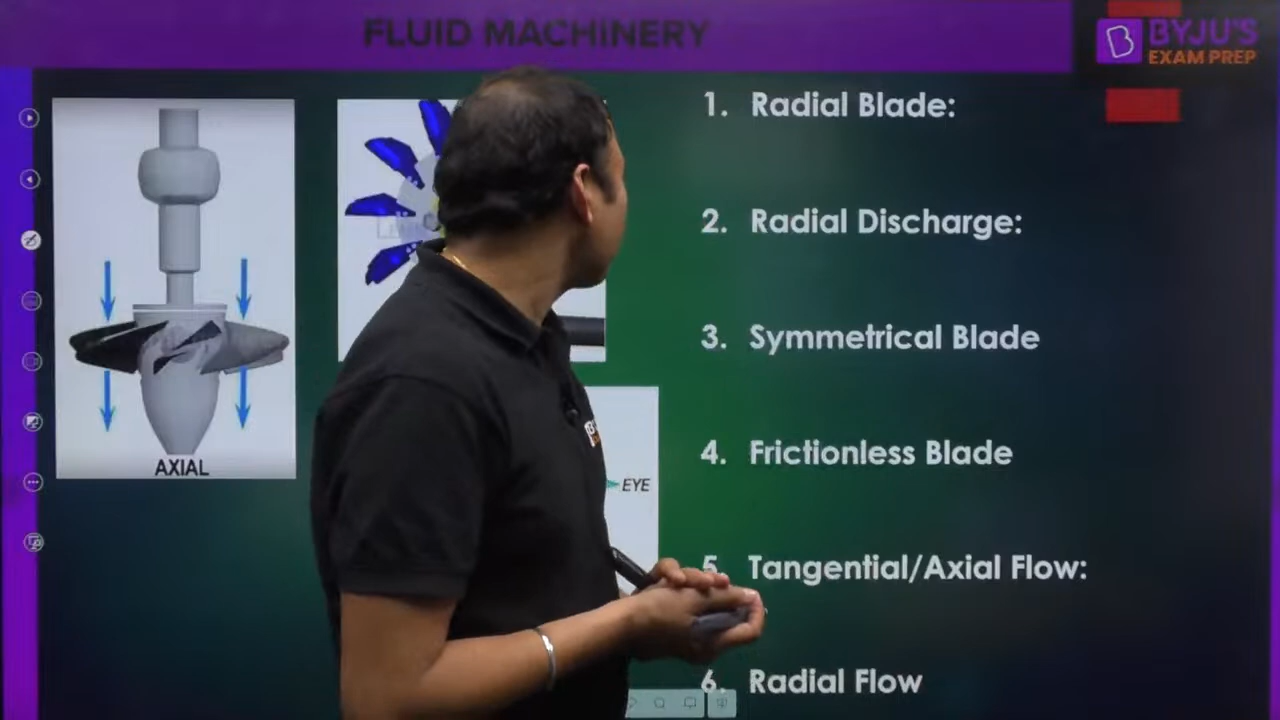 FLUID MACHINERY
BYJU'S
EXAM PREP
AXIAL
EYE
1. Radial Blade:
2. Radial Discharge:
3. Symmetrical Blade
4. Frictionless Blade
5. Tangential/Axial Flow:
6. Radial Flow